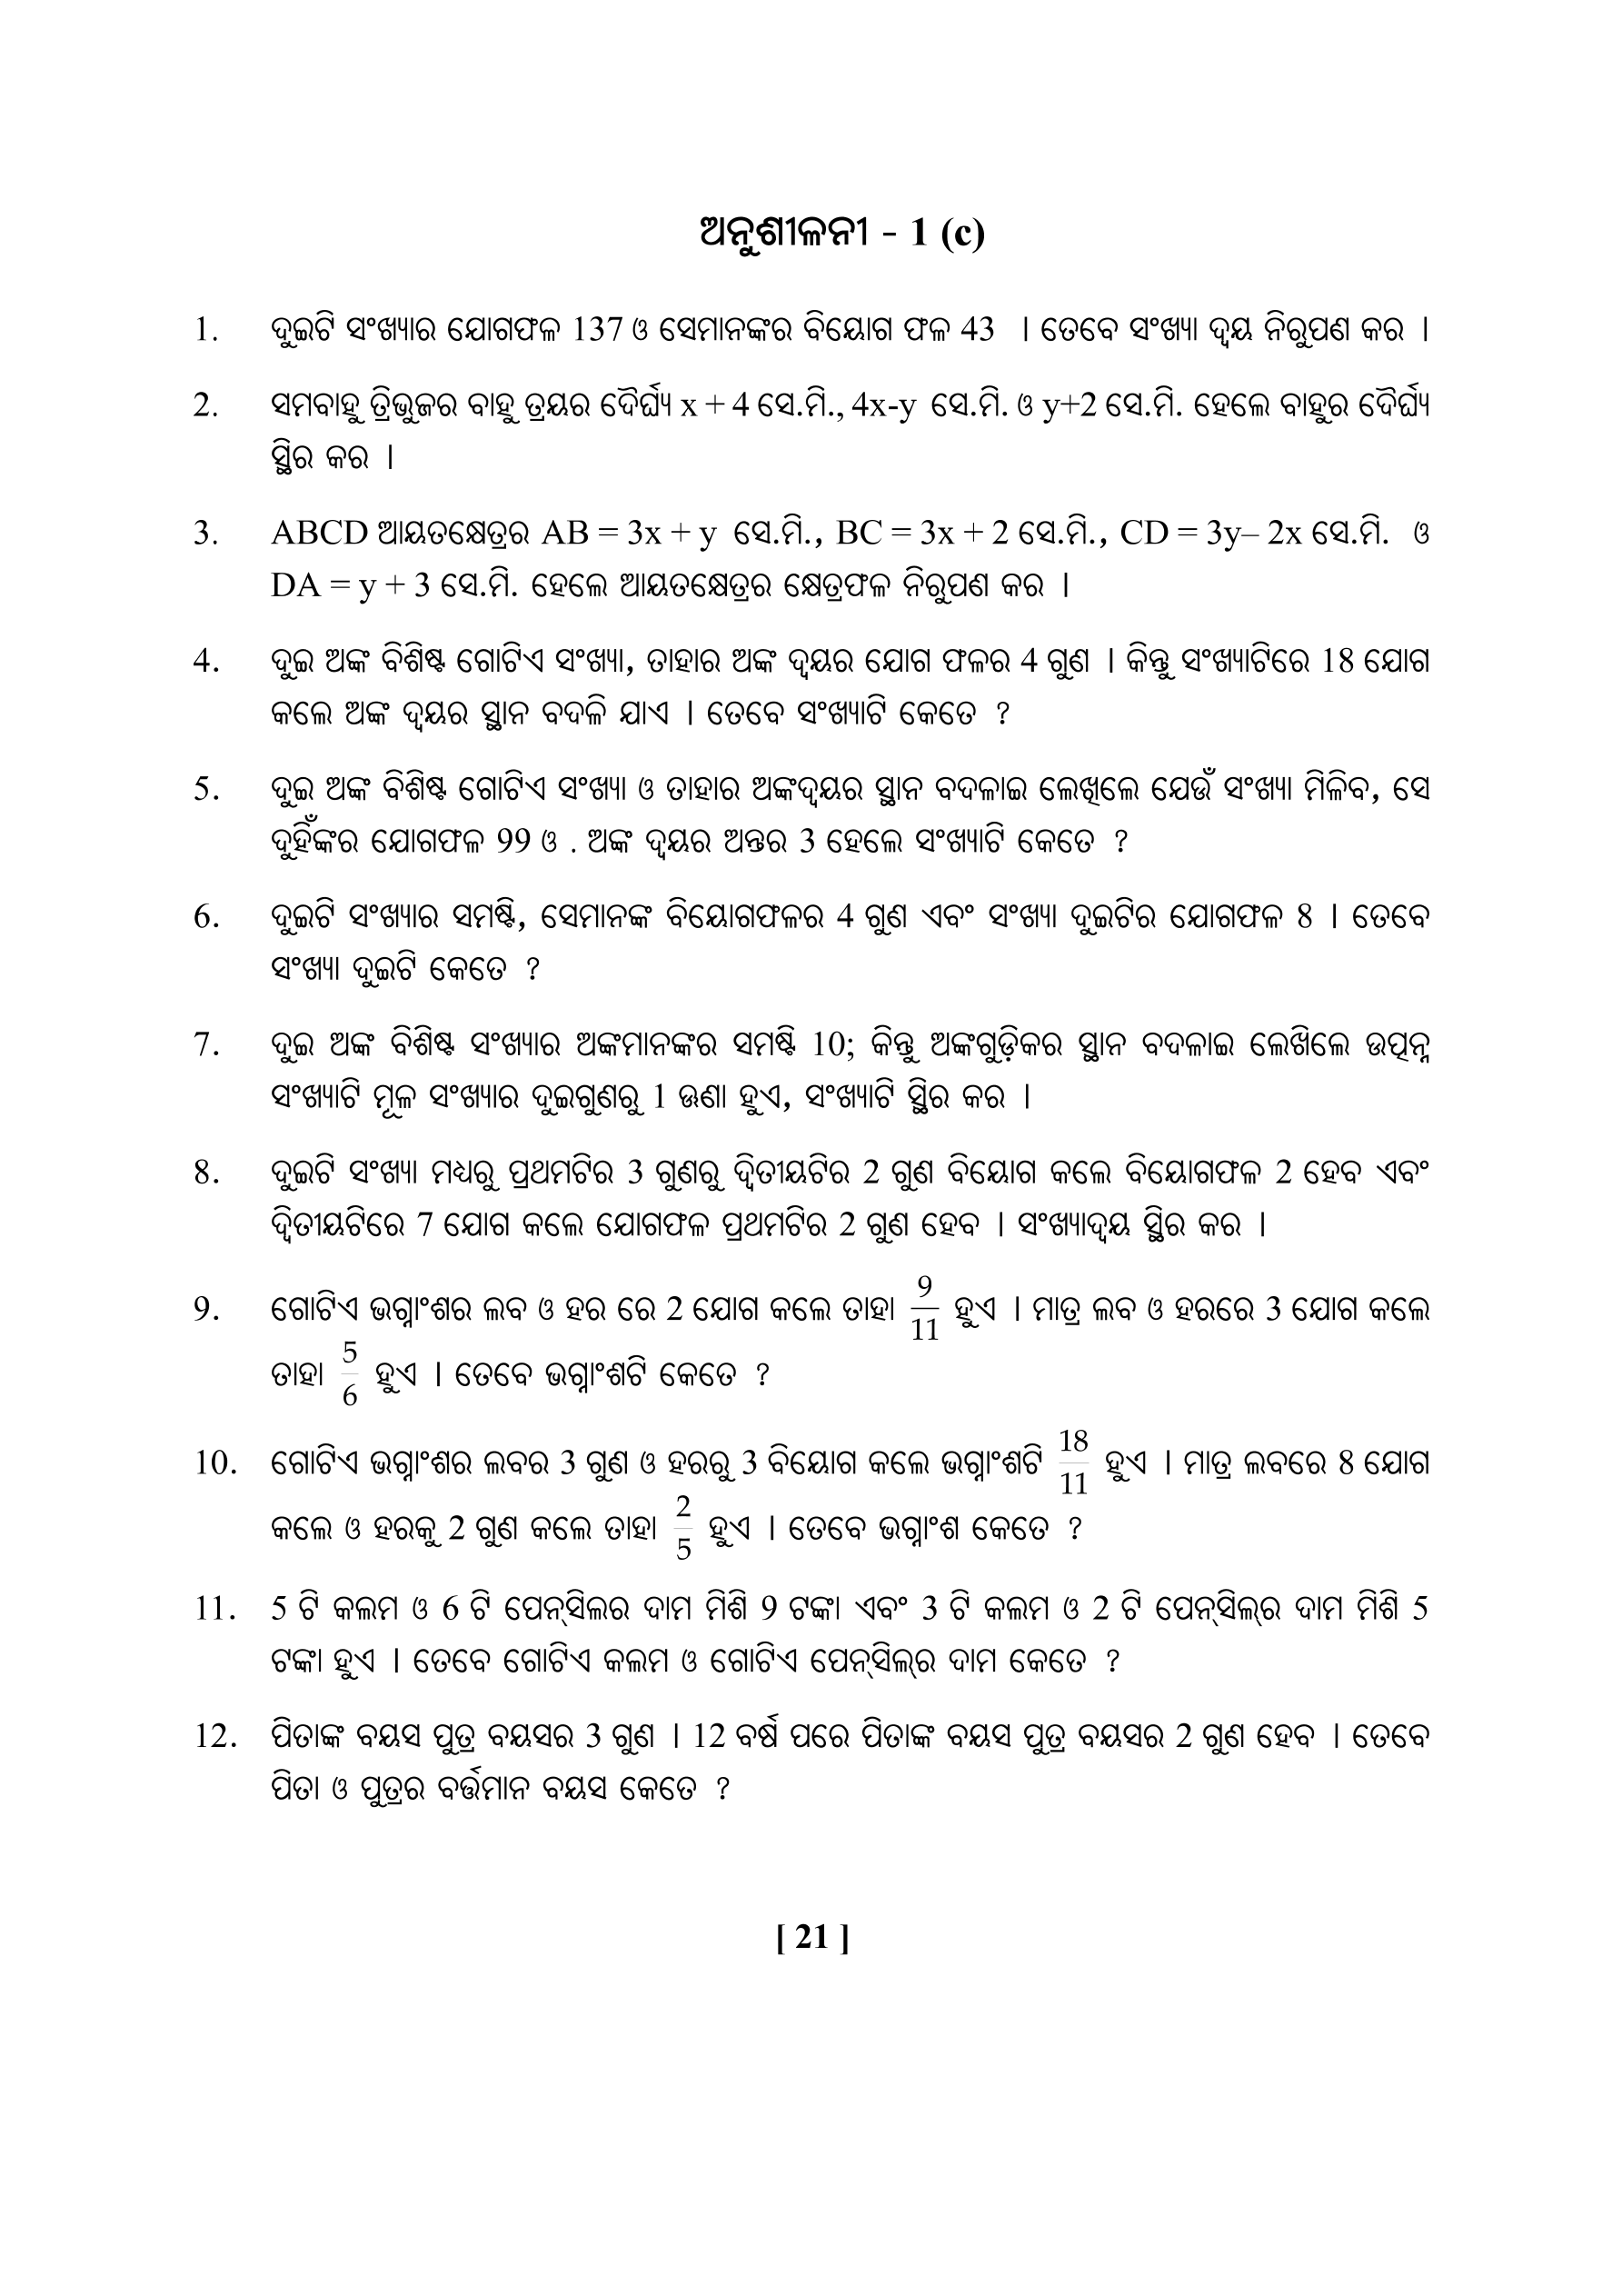 ଅନୁଶୀଳନୀ - 1 (c)
1. ଦୁଇଟି ସଂଖ୍ୟାର ଯୋଗଫଳ 137 ଓ ସେମାନଙ୍କର ବିୟୋଗ ଫଳ 43 । ତେବେ ସଂଖ୍ୟା ଦ୍ୱୟ ନିରୁପଣ କର ।
2. ସମବାହୁ ତ୍ରିଭୁଜର ବାହୁ ତ୍ରୟର ଦୈର୍ଘ୍ୟ x + 4 ସେ.ମି., 4x-y ସେ.ମି. ଓ y+2 ସେ.ମି. ହେଲେ ବାହୁର ଦୈର୍ଘ୍ୟ
ସ୍ଥିର କର ।
3. ABCD ଆୟତକ୍ଷେତ୍ରର AB = 3x + y ସେ.ମି., BC = 3x + 2 ସେ.ମି., CD = 3y– 2x ସେ.ମି. ଓ
DA = y + 3 ସେ.ମି. ହେଲେ ଆୟତକ୍ଷେତ୍ରର କ୍ଷେତ୍ରଫଳ ନିରୁପଣ କର ।
4. ଦୁଇ ଅଙ୍କ ବିଶିଷ୍ଟ ଗୋଟିଏ ସଂଖ୍ୟା, ତାହାର ଅଙ୍କ ଦ୍ୱୟର ଯୋଗ ଫଳର 4 ଗୁଣ । କିନ୍ତୁ ସଂଖ୍ୟାଟିରେ 18 ଯୋଗ
କଲେ ଅଙ୍କ ଦ୍ୱୟର ସ୍ଥାନ ବଦଳି ଯାଏ । ତେବେ ସଂଖ୍ୟାଟି କେତେ ?
5. ଦୁଇ ଅଙ୍କ ବିଶିଷ୍ଟ ଗୋଟିଏ ସଂଖ୍ୟା ଓ ତାହାର ଅଙ୍କଦ୍ୱୟର ସ୍ଥାନ ବଦଳାଇ ଲେଖିଲେ ଯେଉଁ ସଂଖ୍ୟା ମିଳିବ, ସେ
ଦୁହିଁଙ୍କର ଯୋଗଫଳ 99 ଓ . ଅଙ୍କ ଦ୍ୱୟର ଅନ୍ତର 3 ହେଲେ ସଂଖ୍ୟାଟି କେତେ ?
6. ଦୁଇଟି ସଂଖ୍ୟାର ସମଷ୍ଟି, ସେମାନଙ୍କ ବିୟୋଗଫଳର 4 ଗୁଣ ଏବଂ ସଂଖ୍ୟା ଦୁଇଟିର ଯୋଗଫଳ 8 । ତେବେ
ସଂଖ୍ୟା ଦୁଇଟି କେତେ ?
7. ଦୁଇ ଅଙ୍କ ବିଶିଷ୍ଟ ସଂଖ୍ୟାର ଅଙ୍କମାନଙ୍କର ସମଷ୍ଟି 10; କିନ୍ତୁ ଅଙ୍କଗୁଡ଼ିକର ସ୍ଥାନ ବଦଳାଇ ଲେଖିଲେ ଉତ୍ପନ୍ନ
ସଂଖ୍ୟାଟି ମୂଳ ସଂଖ୍ୟାର ଦୁଇଗୁଣରୁ 1 ଊଣା ହୁଏ, ସଂଖ୍ୟାଟି ସ୍ଥିର କର ।
8. ଦୁଇଟି ସଂଖ୍ୟା ମଧ୍ୟରୁ ପ୍ରଥମଟିର 3 ଗୁଣରୁ ଦ୍ୱିତୀୟଟିର 2 ଗୁଣ ବିୟୋଗ କଲେ ବିୟୋଗଫଳ 2 ହେବ ଏବଂ
ଦ୍ୱିତୀୟଟିରେ 7 ଯୋଗ କଲେ ଯୋଗଫଳ ପ୍ରଥମଟିର 2 ଗୁଣ ହେବ । ସଂଖ୍ୟାଦ୍ୱୟ ସ୍ଥିର କର ।
9. ଗୋଟିଏ ଭଗ୍ନାଂଶର ଲବ ଓ ହର ରେ 2 ଯୋଗ କଲେ ତାହା 9/11 ହୁଏ । ମାତ୍ର ଲବ ଓ ହରରେ 3 ଯୋଗ କଲେ
ତାହା 5/6 ହୁଏ । ତେବେ ଭଗ୍ନାଂଶଟି କେତେ ?
10. ଗୋଟିଏ ଭଗ୍ନାଂଶର ଲବର 3 ଗୁଣ ଓ ହରରୁ 3 ବିୟୋଗ କଲେ ଭଗ୍ନାଂଶଟି 18/11 ହୁଏ । ମାତ୍ର ଲବରେ 8 ଯୋଗ
କଲେ ଓ ହରକୁ 2 ଗୁଣ କଲେ ତାହା 2/5 ହୁଏ । ତେବେ ଭଗ୍ନାଂଶ କେତେ ?
11. 5 ଟି କଲମ ଓ 6 ଟି ପେନ୍‌ସିଲର ଦାମ ମିଶି 9 ଟଙ୍କା ଏବଂ 3 ଟି କଲମ ଓ 2 ଟି ପେନ୍‌ସିଲ୍‌ର ଦାମ ମିଶି 5
ଟଙ୍କା ହୁଏ । ତେବେ ଗୋଟିଏ କଲମ ଓ ଗୋଟିଏ ପେନ୍‌ସିଲ୍‌ର ଦାମ କେତେ ?
12. ପିତାଙ୍କ ବୟସ ପୁତ୍ର ବୟସର 3 ଗୁଣ । 12 ବର୍ଷ ପରେ ପିତାଙ୍କ ବୟସ ପୁତ୍ର ବୟସର 2 ଗୁଣ ହେବ । ତେବେ
ପିତା ଓ ପୁତ୍ରର ବର୍ତ୍ତମାନ ବୟସ କେତେ ?
[ 21 ]